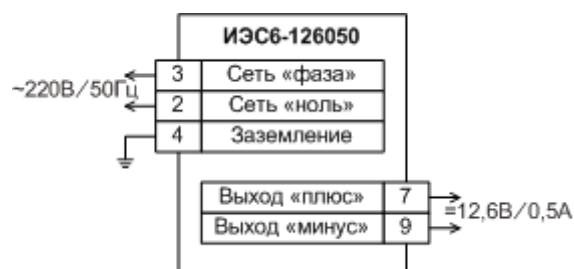 ИЭС6-126050
~220В/50Гц
3 Сеть «фаза»
2 Сеть «ноль»
4 Заземление
Выход «плюс» 7
Выход «минус» 9
=12,6В/0,5А